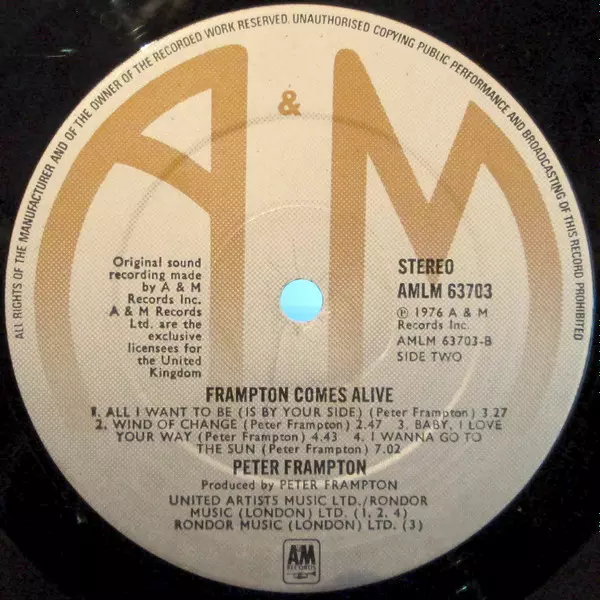 ALL RIGHTS OF THE MANUFACTURER AND OF THE OWNER OF THE RECORDED WORK RESERVED. UNAUTHORISED COPYING PUBLIC PERFORMANCE AND BROADCASTING OF THIS RECORD PROHIBITED
A & M
Original sound
recording made
by A & M
Records Inc.
A & M Records
Ltd. are the
exclusive
licensees for
the United
Kingdom
STEREO
AMLM 63703
℗ 1976 A & M
Records Inc.
AMLM 63703-B
SIDE TWO
FRAMPTON COMES ALIVE
1. ALL I WANT TO BE (IS BY YOUR SIDE) (Peter Frampton) 3.27
2. WIND OF CHANGE (Peter Frampton) 2.47 3. BABY, I LOVE
YOUR WAY (Peter Frampton) 4.43 4. I WANNA GO TO
THE SUN (Peter Frampton) 7.02
PETER FRAMPTON
Produced by PETER FRAMPTON
UNITED ARTISTS MUSIC LTD./RONDOR
MUSIC (LONDON) LTD. (1, 2, 4)
RONDOR MUSIC (LONDON) LTD. (3)
A&M
RECORDS